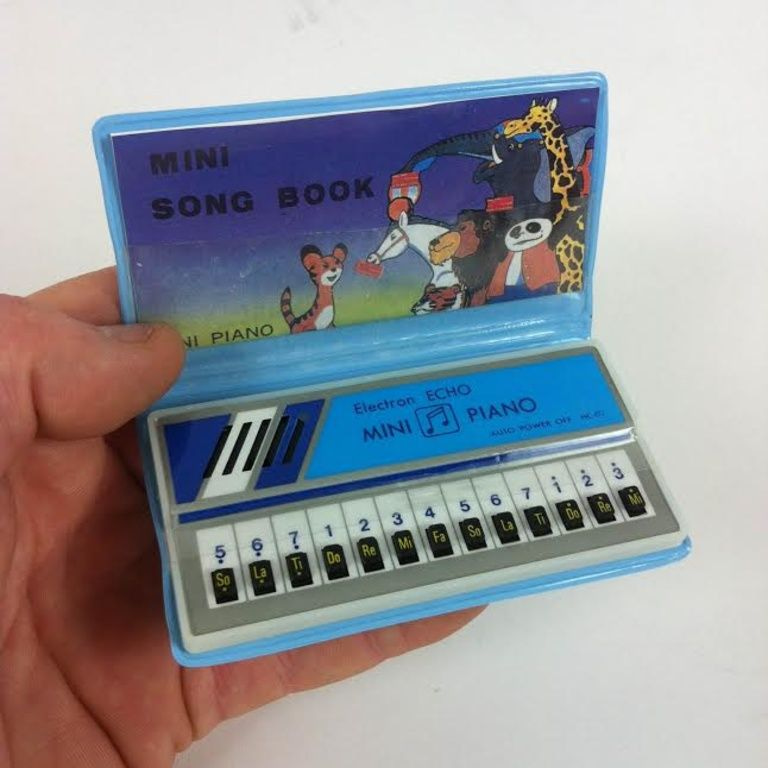 MINI
SONG BOOK
NI PIANO
Electron ECHO
MINI PIANO
AUTO POWER OFF
5 6 7 1 2 3 4 5 6 7 1 2 3
So La Ti Do Re Mi Fa So La Ti Do Re Mi